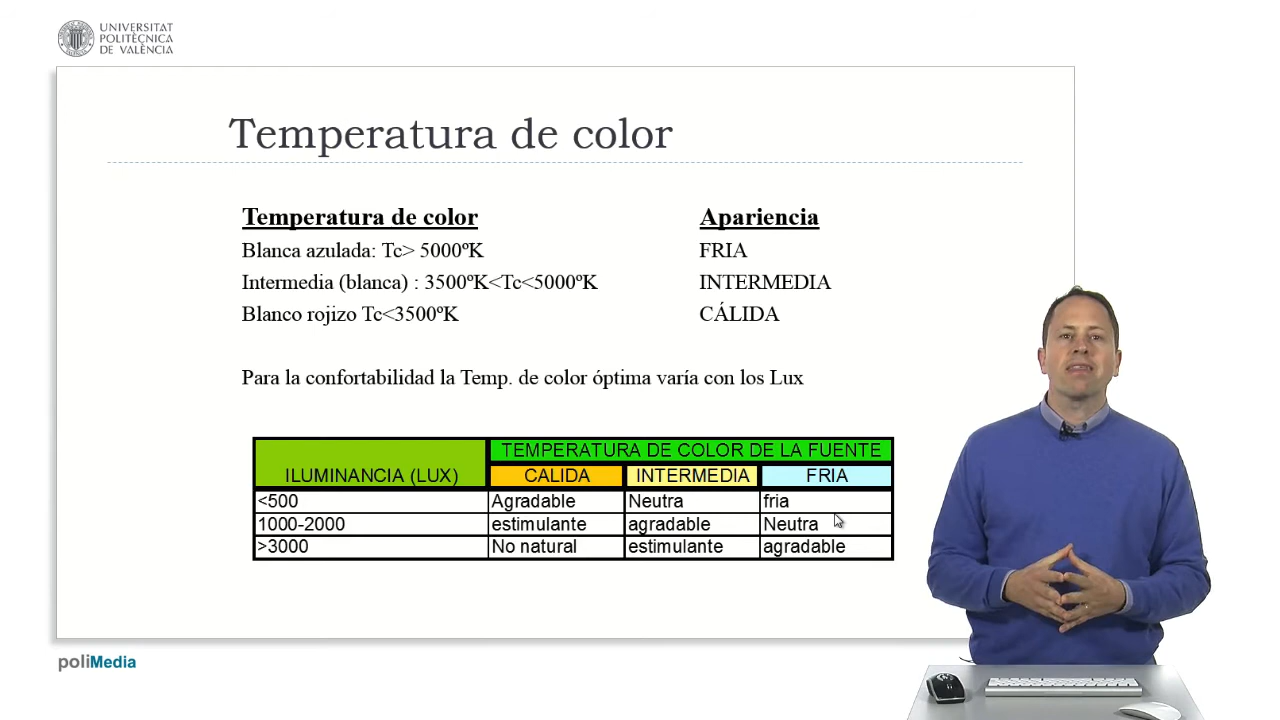 UNIVERSITAT
POLITÈCNICA
DE VALÈNCIA
Temperatura de color
Temperatura de color Apariencia
Blanca azulada: Tc> 5000ºK FRIA
Intermedia (blanca) : 3500ºK<Tc<5000ºK INTERMEDIA
Blanco rojizo Tc<3500ºK CÁLIDA
Para la confortabilidad la Temp. de color óptima varía con los Lux
TEMPERATURA DE COLOR DE LA FUENTE
ILUMINANCIA (LUX) CALIDA INTERMEDIA FRIA
<500 Agradable Neutra fria
1000-2000 estimulante agradable Neutra
>3000 No natural estimulante agradable
poliMedia